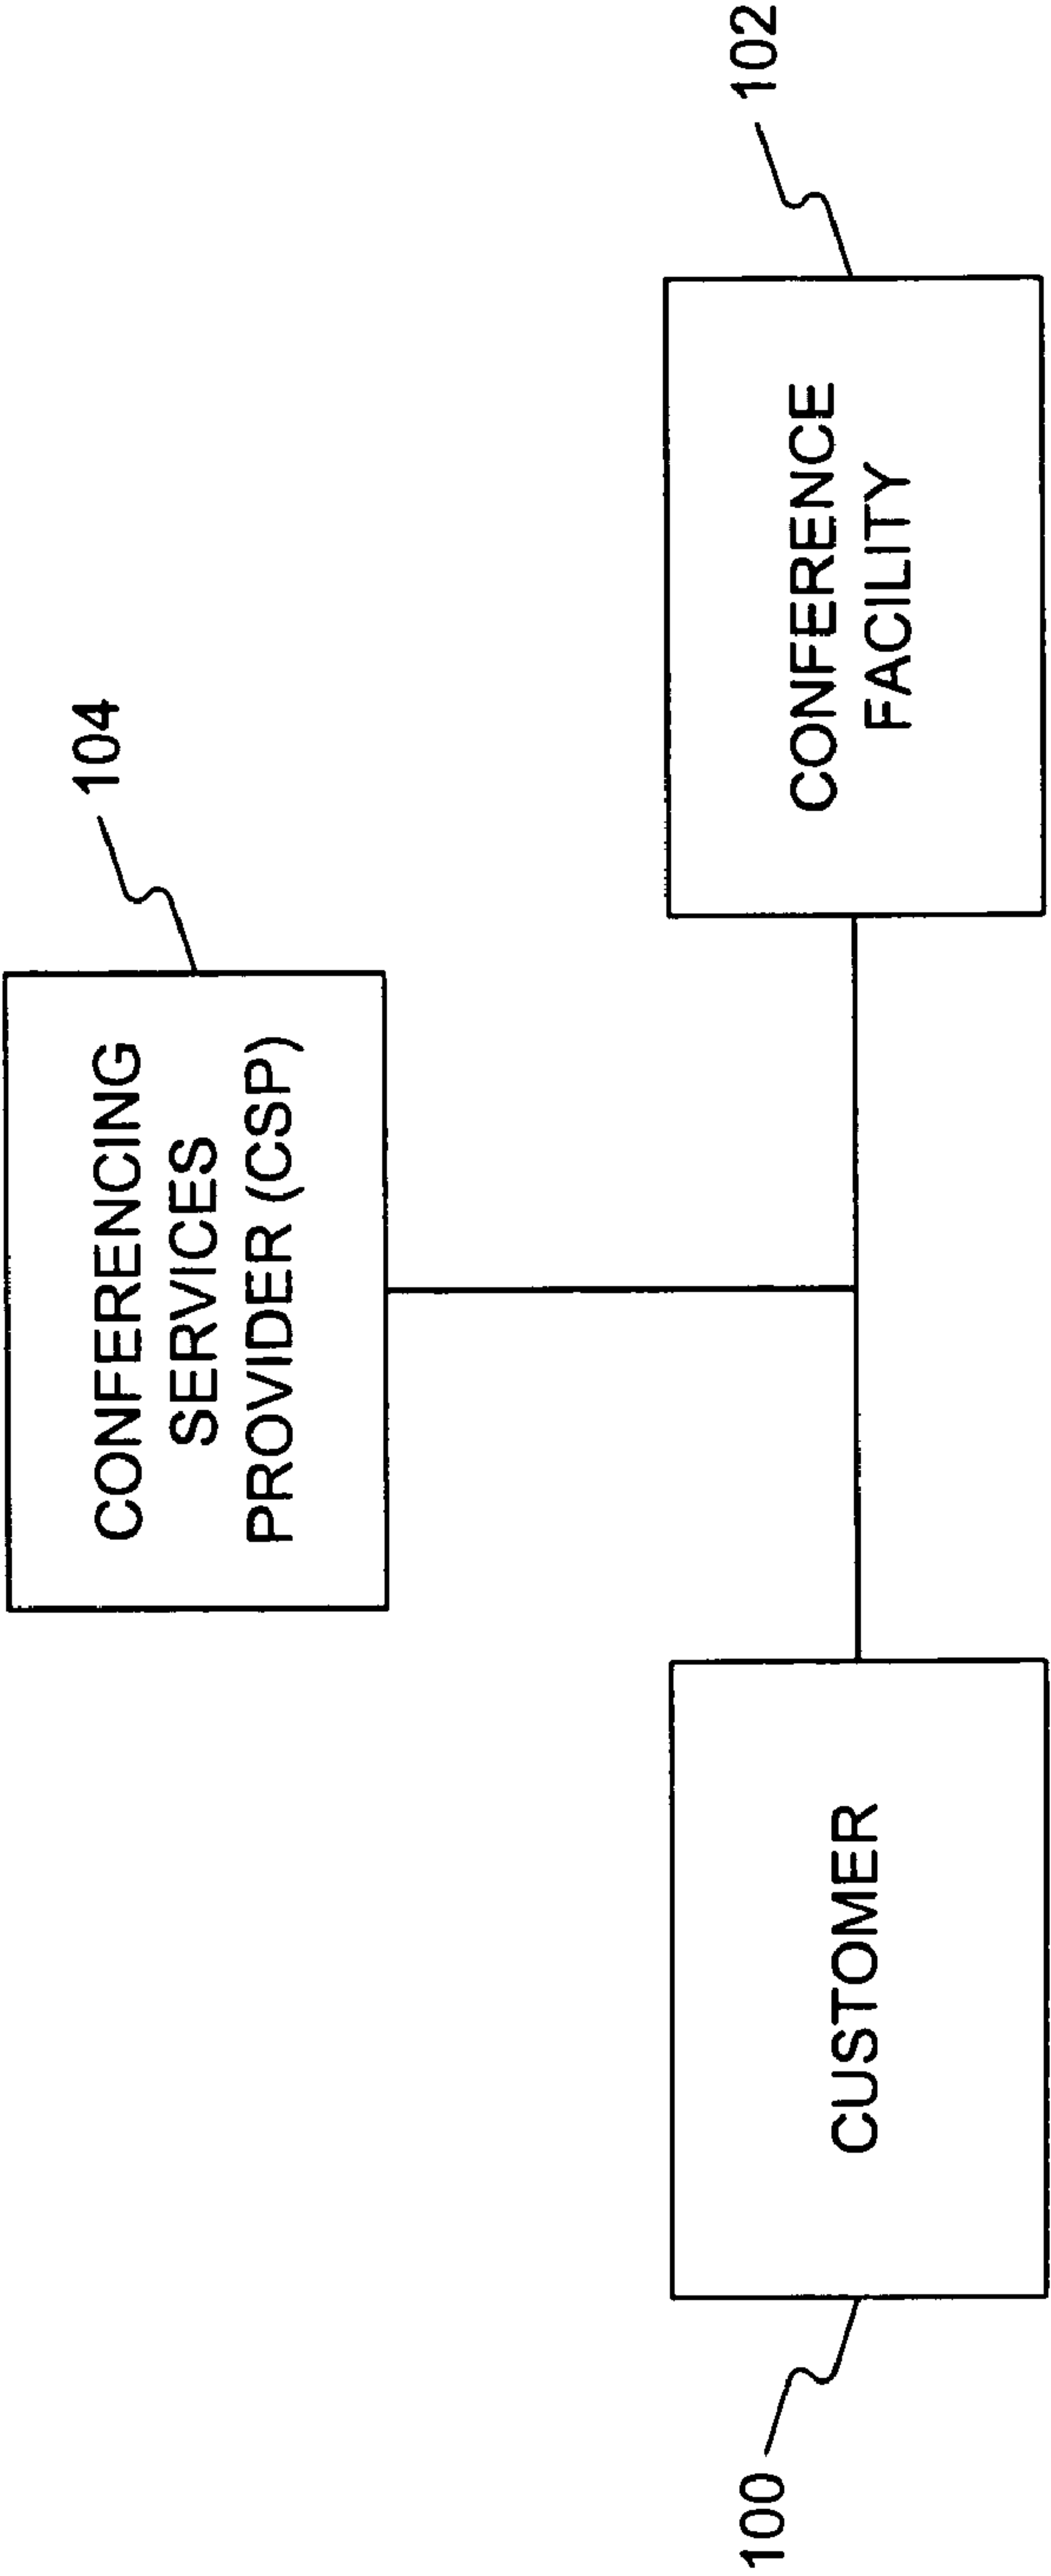 104
CONFERENCING
SERVICES
PROVIDER (CSP)
100
CUSTOMER
CONFERENCE
FACILITY
102